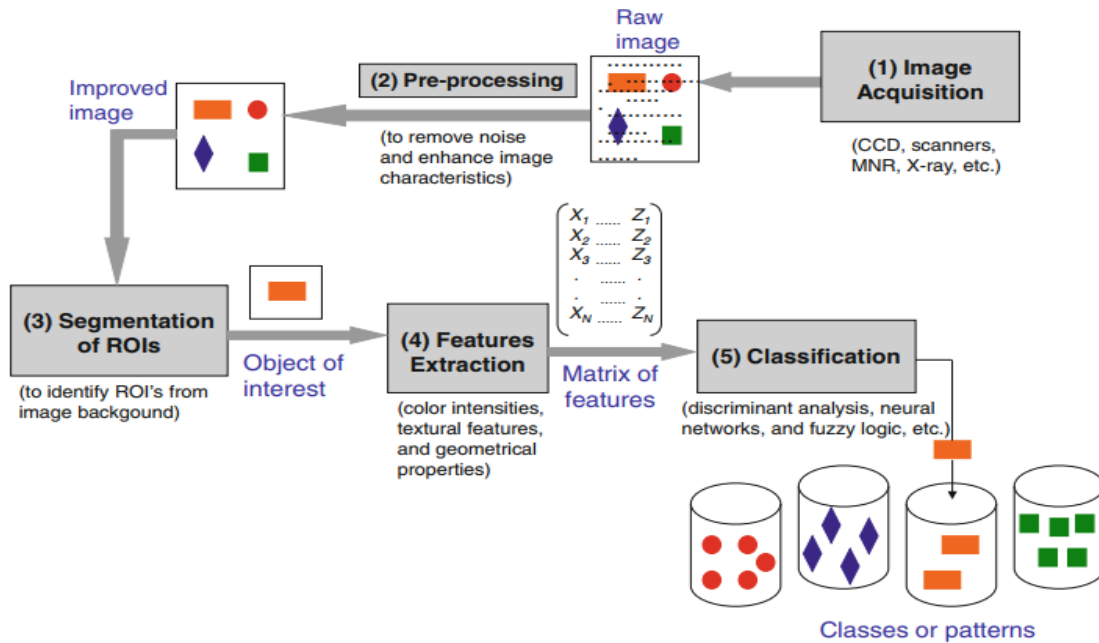 Raw
image
(1) Image
Acquisition
(CCD, scanners,
MNR, X-ray, etc.)
(2) Pre-processing
(to remove noise
and enhance image
characteristics)
Improved
image
(3) Segmentation
of ROIs
(to identify ROI's from
image backgound)
Object of
interest
(4) Features
Extraction
(color intensities,
textural features,
and geometrical
properties)
X1 ...... Z1
X2 ...... Z2
X3 ...... Z3
. ...... .
. ...... .
XN ...... ZN
Matrix of
features
(5) Classification
(discriminant analysis, neural
networks, and fuzzy logic, etc.)
Classes or patterns